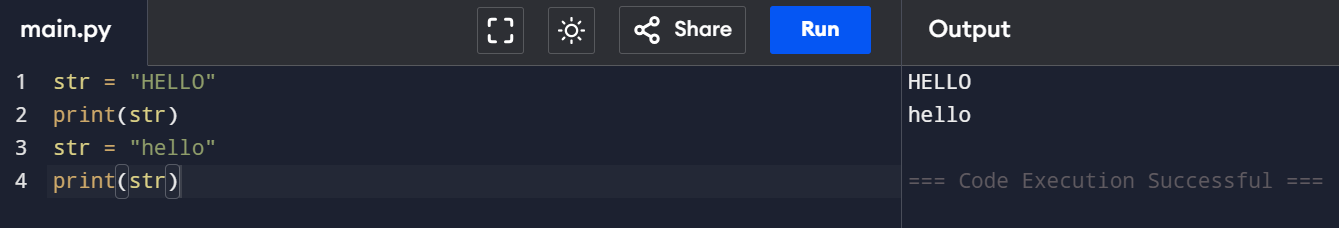 main.py
Share
Run
Output
1 str = "HELLO"
2 print(str)
3 str = "hello"
4 print(str)
HELLO
hello
=== Code Execution Successful ===